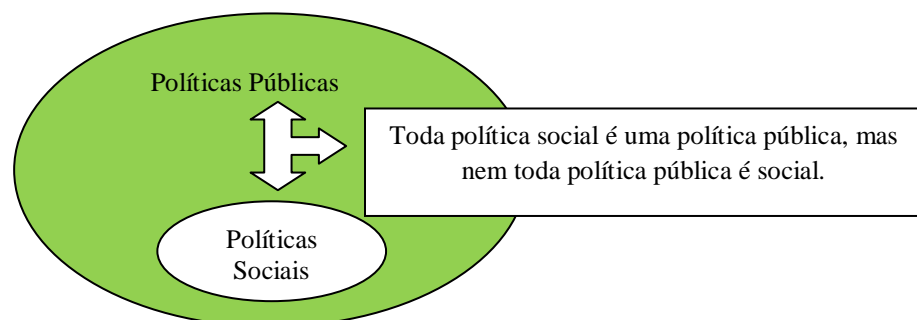 Políticas Públicas
Toda política social é uma política pública, mas
nem toda política pública é social.
Políticas
Sociais